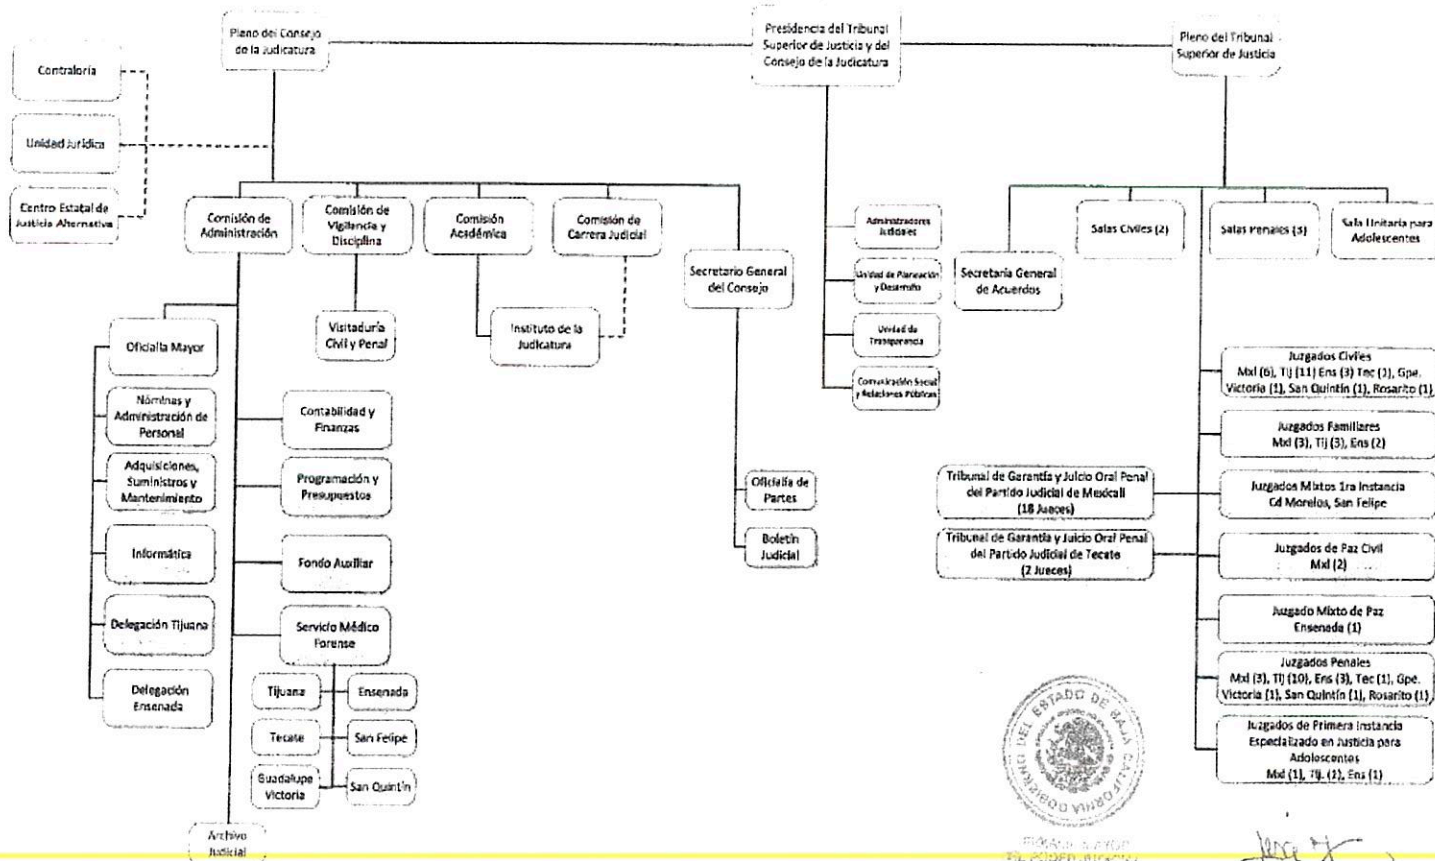 Pleno del Consejo
de la Judicatura
Presidencia del Tribunal
Superior de Justicia y del
Consejo de la Judicatura
Pleno del Tribunal
Superior de Justicia
Contraloría
Unidad Jurídica
Centro Estatal de
Justicia Alternativa
Comisión de
Administración
Comisión de
Vigilancia y
Disciplina
Comisión
Académica
Comisión de
Carrera Judicial
Secretario General
del Consejo
Administradores
Judiciales
Unidad de Planeación
y Desarrollo
Unidad de
Transparencia
Comunicación Social
y Relaciones Públicas
Secretaría General
de Acuerdos
Salas Civiles (2)
Salas Penales (3)
Sala Unitaria para
Adolescentes
Oficialía Mayor
Nóminas y
Administración de
Personal
Adquisiciones,
Suministros y
Mantenimiento
Informática
Delegación Tijuana
Delegación
Ensenada
Visitaduría
Civil y Penal
Instituto de la
Judicatura
Contabilidad y
Finanzas
Programación y
Presupuestos
Fondo Auxiliar
Servicio Médico
Forense
Tijuana
Ensenada
Tecate
San Felipe
Guadalupe
Victoria
San Quintín
Archivo
Judicial
Oficialía de
Partes
Boletín
Judicial
Juzgados Civiles
Mxl (6), Tij (11) Ens (3) Tec (1), Gpe.
Victoria (1), San Quintín (1), Rosarito (1)
Juzgados Familiares
Mxl (3), Tij (3), Ens (2)
Tribunal de Garantía y Juicio Oral Penal
del Partido Judicial de Mexicali
(18 Jueces)
Juzgados Mixtos 1ra Instancia
Cd Morelos, San Felipe
Tribunal de Garantía y Juicio Oral Penal
del Partido Judicial de Tecate
(2 Jueces)
Juzgados de Paz Civil
Mxl (2)
Juzgado Mixto de Paz
Ensenada (1)
Juzgados Penales
Mxl (3), Tij (10), Ens (3), Tec (1), Gpe.
Victoria (1), San Quintín (1), Rosarito (1)
Juzgados de Primera Instancia
Especializado en Justicia para
Adolescentes
Mxl (1), Tij. (1), Ens (1)
GOBIERNO DEL ESTADO DE BAJA CALIFORNIA